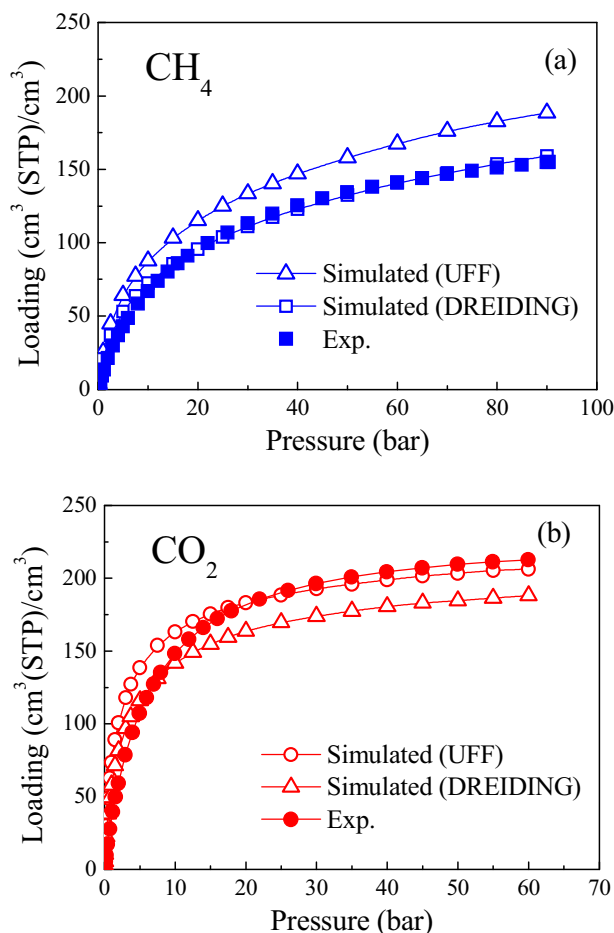 250
CH₄
(a)
200
150
100
50
0
Loading (cm³ (STP)/cm³)
Simulated (UFF)
Simulated (DREIDING)
Exp.
0 20 40 60 80 100
Pressure (bar)
250
CO₂
(b)
200
150
100
50
0
Loading (cm³(STP)/cm³)
Simulated (UFF)
Simulated (DREIDING)
Exp.
0 10 20 30 40 50 60 70
Pressure (bar)